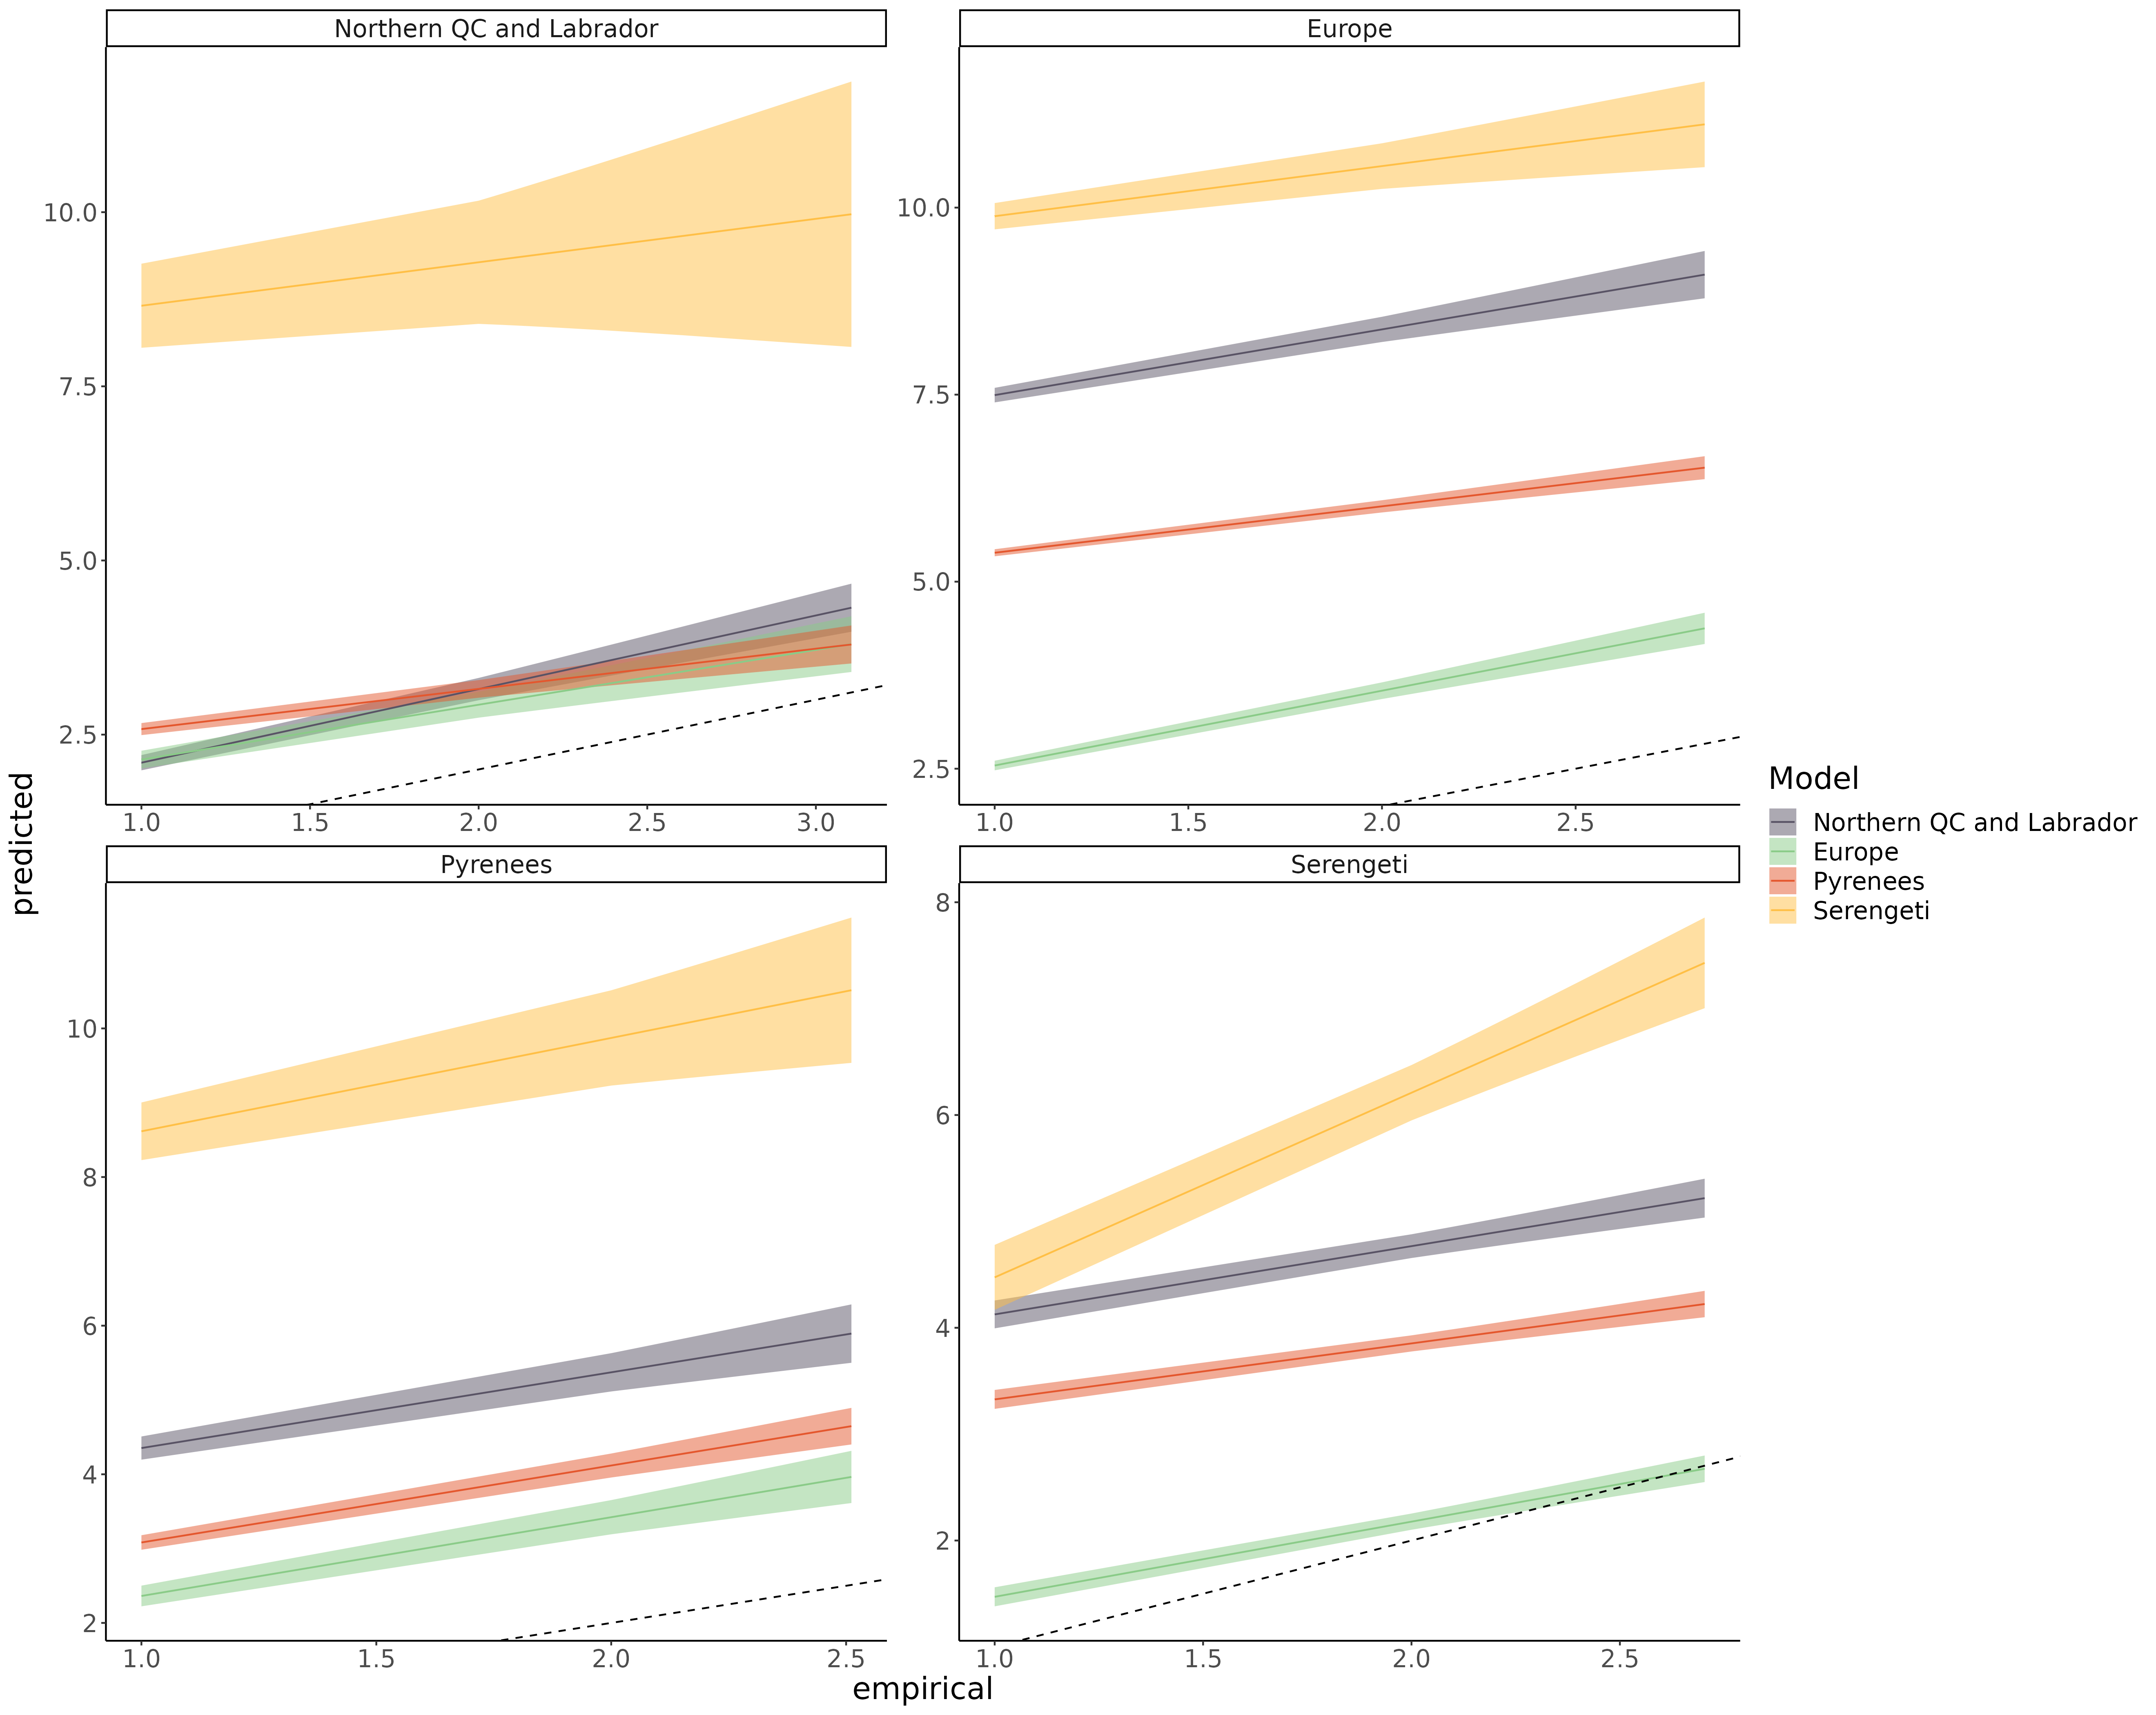 Northern QC and Labrador
Europe
10.0
7.5
5.0
2.5
1.0 1.5 2.0 2.5 3.0
10.0
7.5
5.0
2.5
1.0 1.5 2.0 2.5
Pyrenees
Serengeti
10
8
6
4
2
1.0 1.5 2.0 2.5
8
6
4
2
1.0 1.5 2.0 2.5
predicted
empirical
Model
Northern QC and Labrador
Europe
Pyrenees
Serengeti